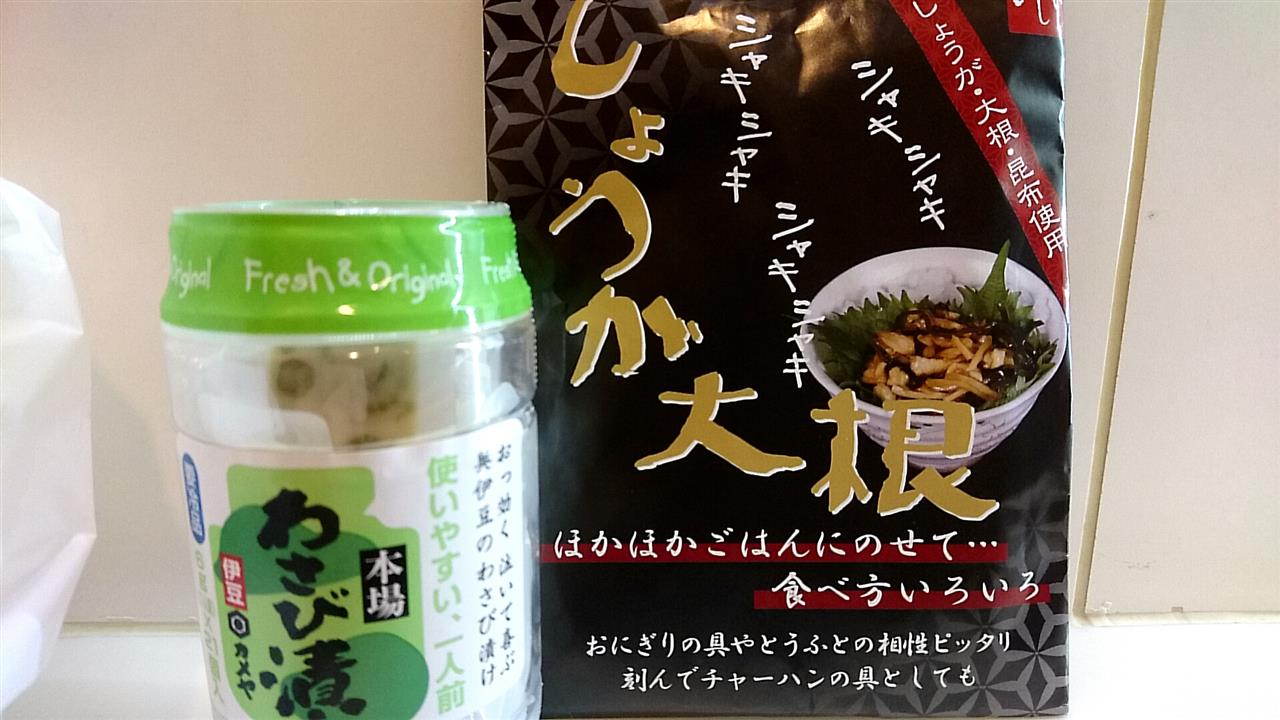 しょうが大根
シャキシャキ
シャキシャキ
シャキシャキ
しょうが・大根・昆布使用
ほかほかごはんにのせて…
食べ方いろいろ
おにぎりの具やとうふとの相性ピッタリ
刻んでチャーハンの具としても
Original Fresh & Original Fresh
おっ効く 泣いて喜ぶ
奥伊豆のわさび漬け
使いやすい、一人前
本場
わさび漬
伊豆
カメヤ